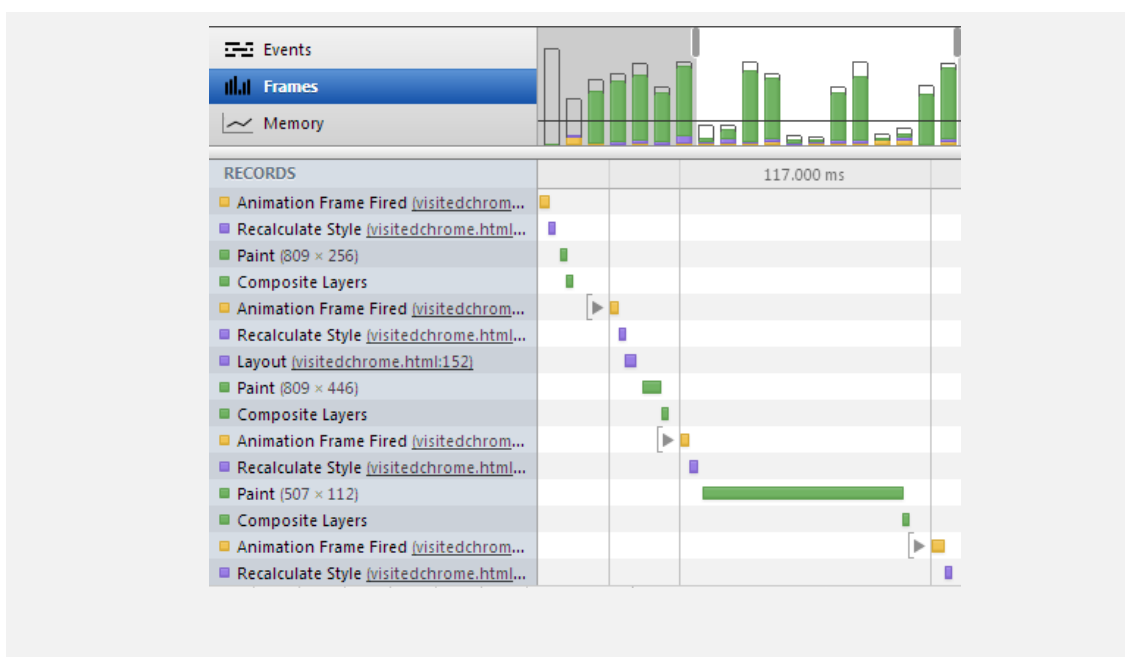 Events
Frames
Memory
RECORDS
117.000 ms
Animation Frame Fired (visitedchrom...
Recalculate Style (visitedchrome.html...
Paint (809 × 256)
Composite Layers
Animation Frame Fired (visitedchrom...
Recalculate Style (visitedchrome.html...
Layout (visitedchrome.html:152)
Paint (809 × 446)
Composite Layers
Animation Frame Fired (visitedchrom...
Recalculate Style (visitedchrome.html...
Paint (507 × 112)
Composite Layers
Animation Frame Fired (visitedchrom...
Recalculate Style (visitedchrome.html...